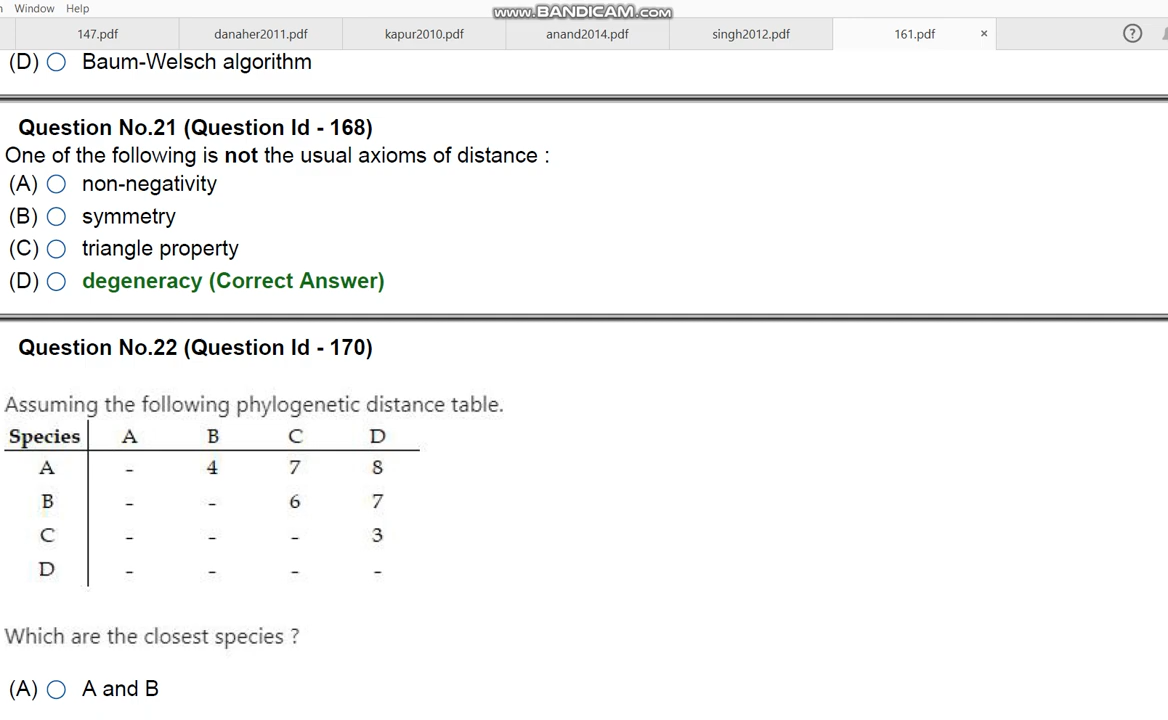 Window Help
www.BANDICAM.com
147.pdf danaher2011.pdf kapur2010.pdf anand2014.pdf singh2012.pdf 161.pdf × ?
(D) Baum-Welsch algorithm
Question No.21 (Question Id - 168)
One of the following is not the usual axioms of distance :
(A) non-negativity
(B) symmetry
(C) triangle property
(D) degeneracy (Correct Answer)
Question No.22 (Question Id - 170)
Assuming the following phylogenetic distance table.
Species A B C D
A - 4 7 8
B - - 6 7
C - - - 3
D - - - -
Which are the closest species ?
(A) A and B